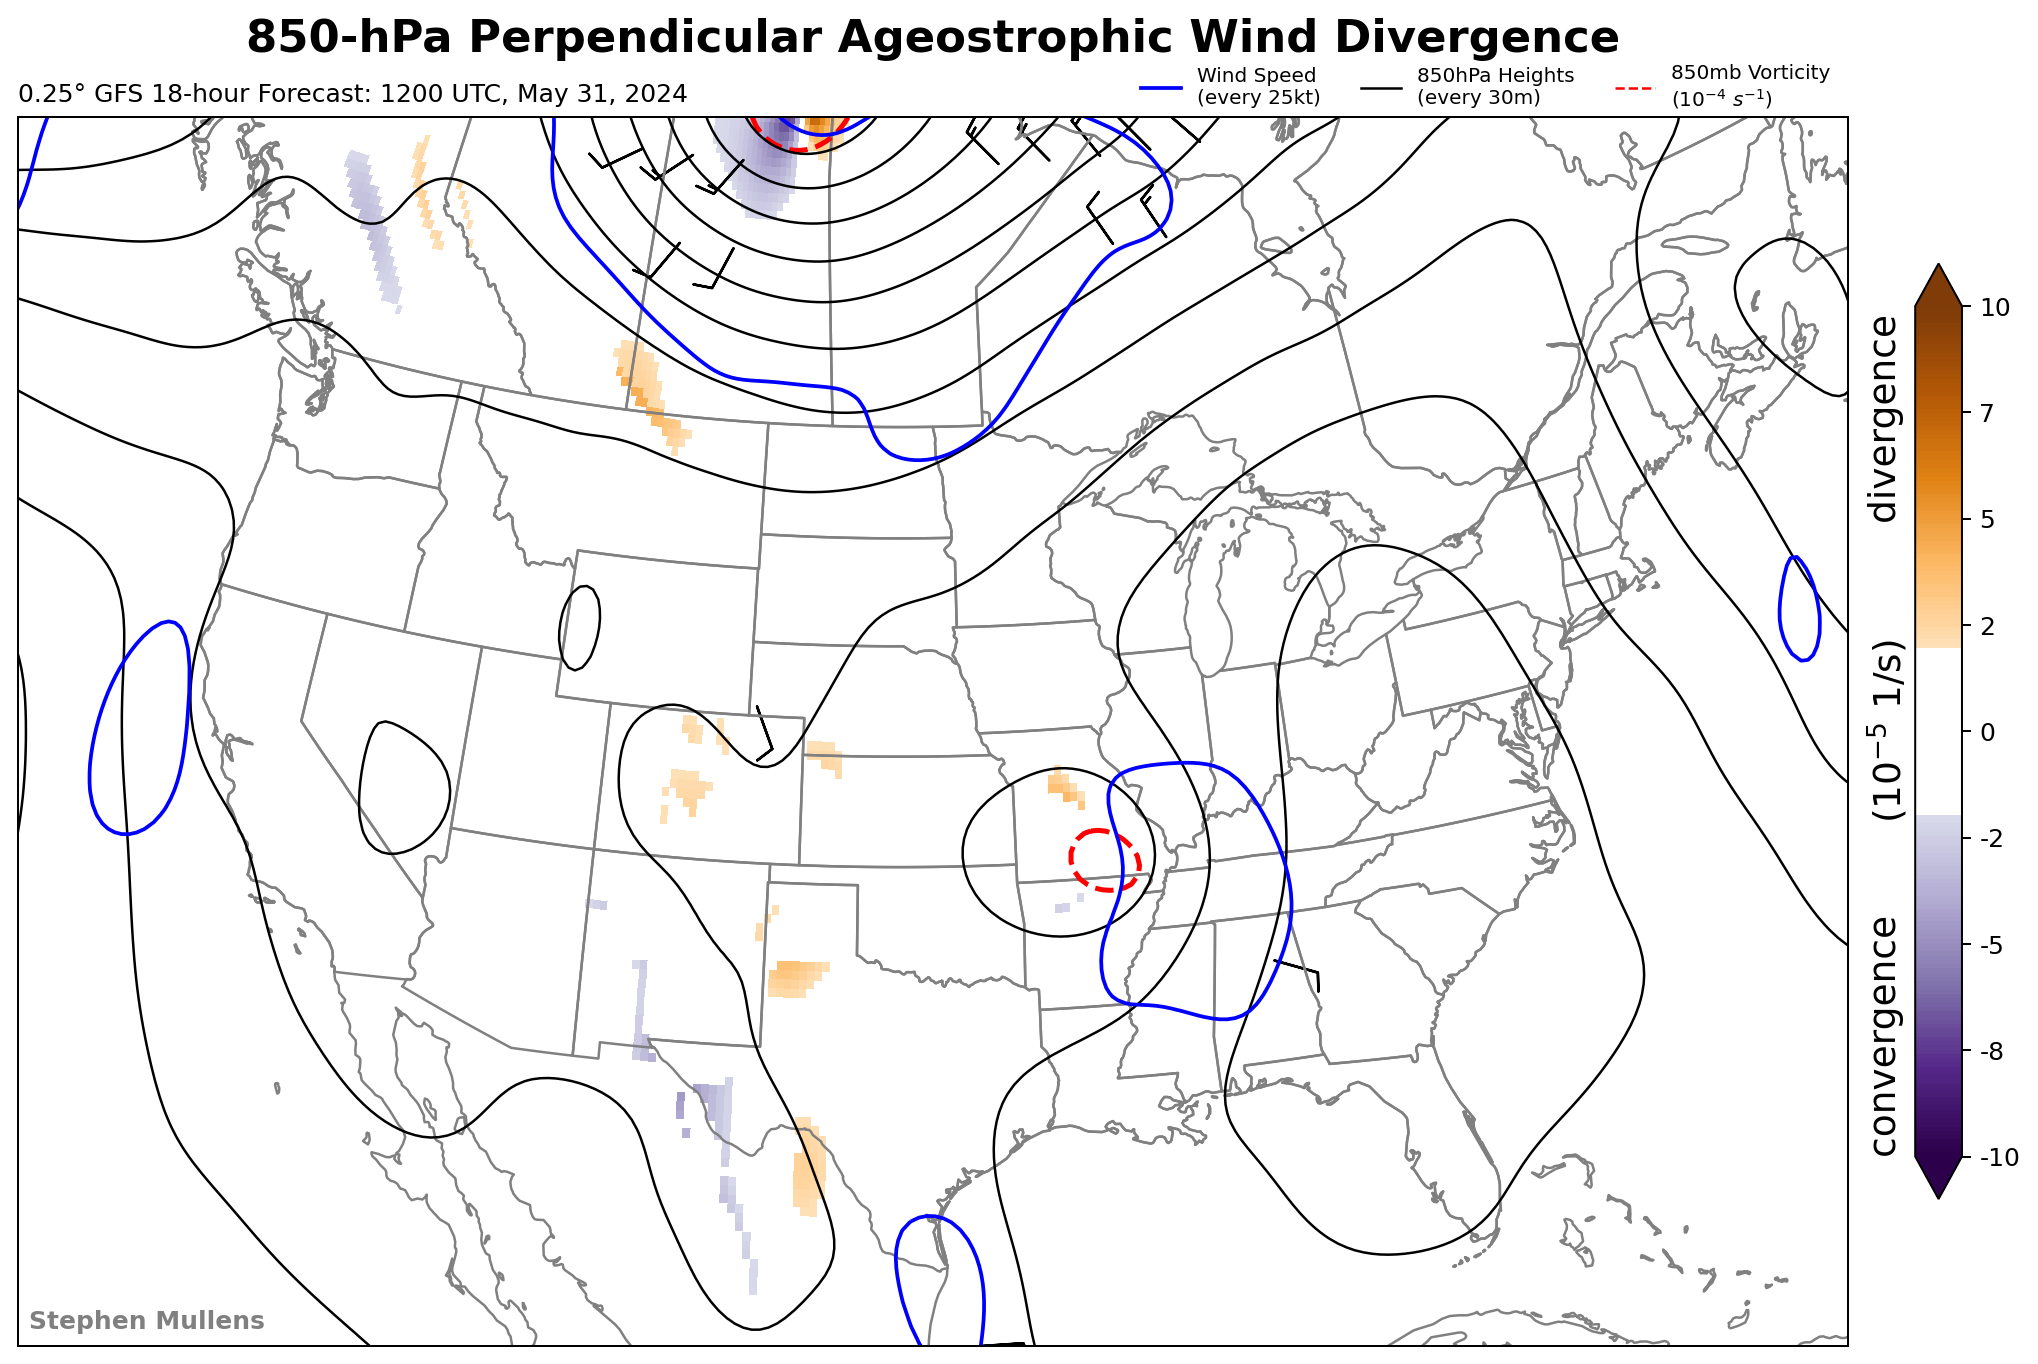 850-hPa Perpendicular Ageostrophic Wind Divergence
0.25° GFS 18-hour Forecast: 1200 UTC, May 31, 2024
Wind Speed
(every 25kt)
850hPa Heights
(every 30m)
850mb Vorticity
(10⁻⁴ s⁻¹)
10
7
5
2
0
-2
-5
-8
-10
convergence (10⁻⁵ 1/s) divergence
Stephen Mullens